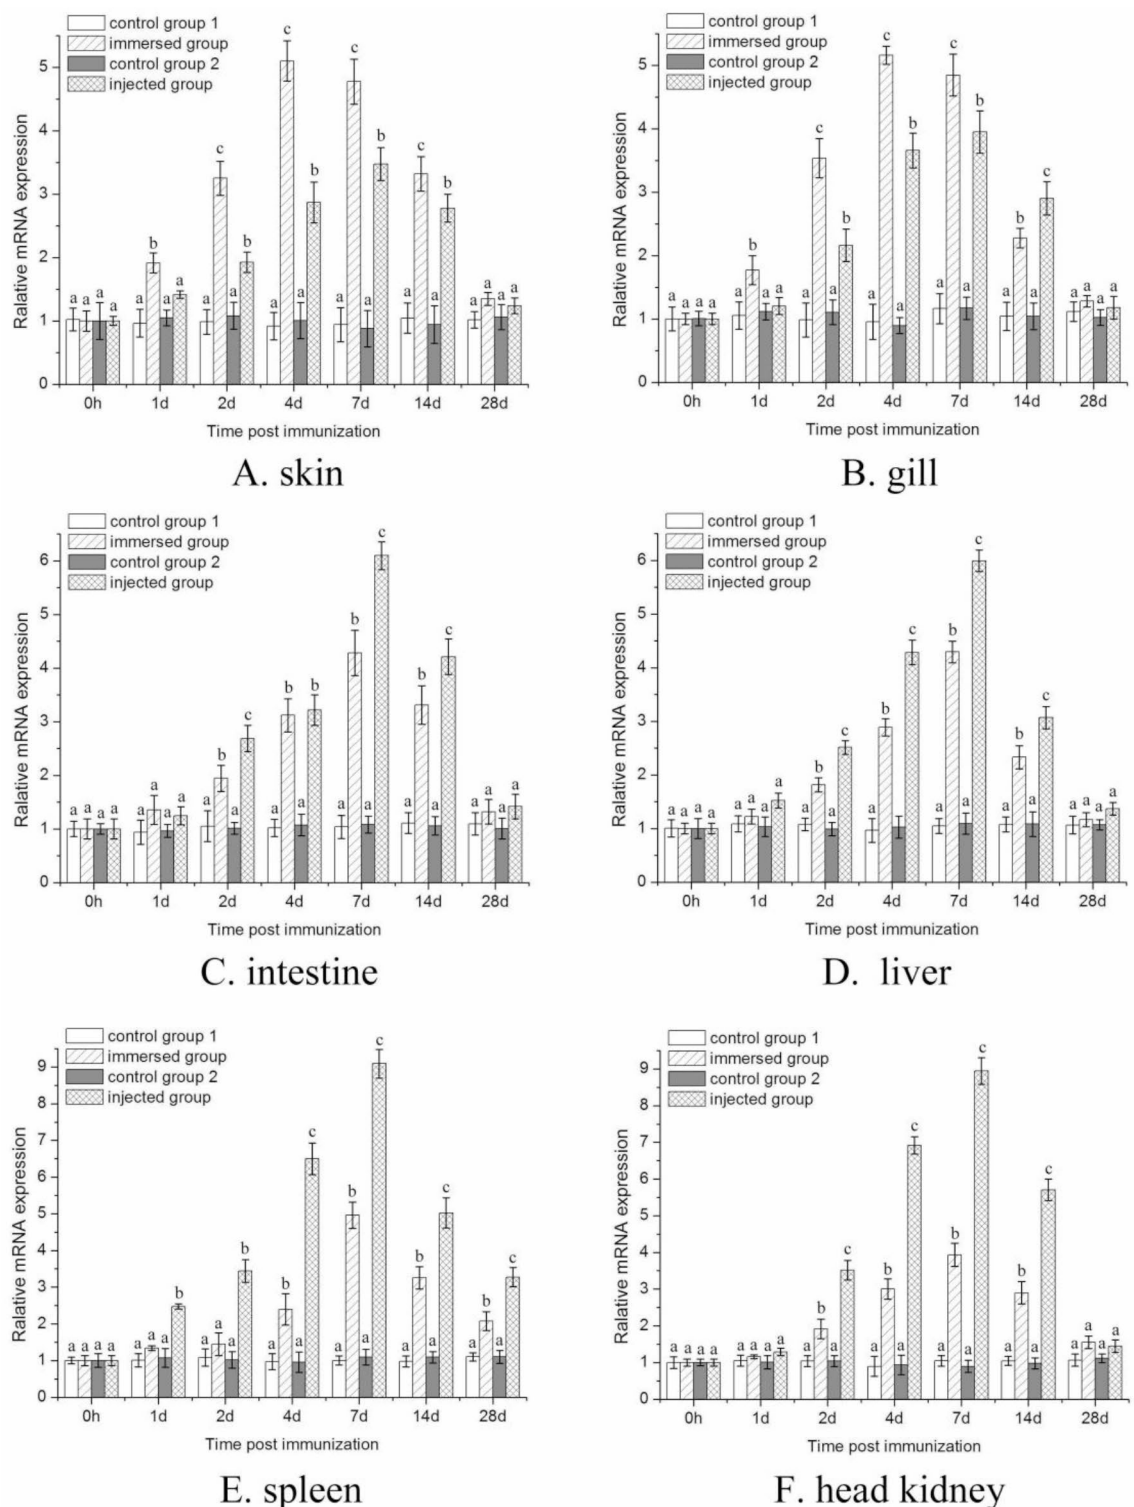 control group 1
immersed group
control group 2
injected group
Ralative mRNA expression
5
4
3
2
1
0
a a a a a b a a a c a b a c a b a c a b a c a b a a a a
0h 1d 2d 4d 7d 14d 28d
Time post immunization
A. skin
control group 1
immersed group
control group 2
injected group
Ralative mRNA expression
5
4
3
2
1
0
a a a a a b a a a c a b a c a b a c a b a b a c a a a a
0h 1d 2d 4d 7d 14d 28d
Time post immunization
B. gill
control group 1
immersed group
control group 2
injected group
Ralative mRNA expression
6
5
4
3
2
1
0
a a a a a a a a a b a c a b a b a b a c a b a c a a a a
0h 1d 2d 4d 7d 14d 28d
Time post immunization
C. intestine
control group 1
immersed group
control group 2
injected group
Ralative mRNA expression
6
5
4
3
2
1
0
a a a a a a a a a b a c a b a c a b a c a b a c a a a a
0h 1d 2d 4d 7d 14d 28d
Time post immunization
D. liver
control group 1
immersed group
control group 2
injected group
Ralative mRNA expression
9
8
7
6
5
4
3
2
1
0
a a a a a a a b a a a b a b a c a b a c a b a c a b a c
0h 1d 2d 4d 7d 14d 28d
Time post immunization
E. spleen
control group 1
immersed group
control group 2
injected group
Ralative mRNA expression
9
8
7
6
5
4
3
2
1
0
a a a a a a a a a b a c a b a c a b a c a b a c a a a a
0h 1d 2d 4d 7d 14d 28d
Time post immunization
F. head kidney